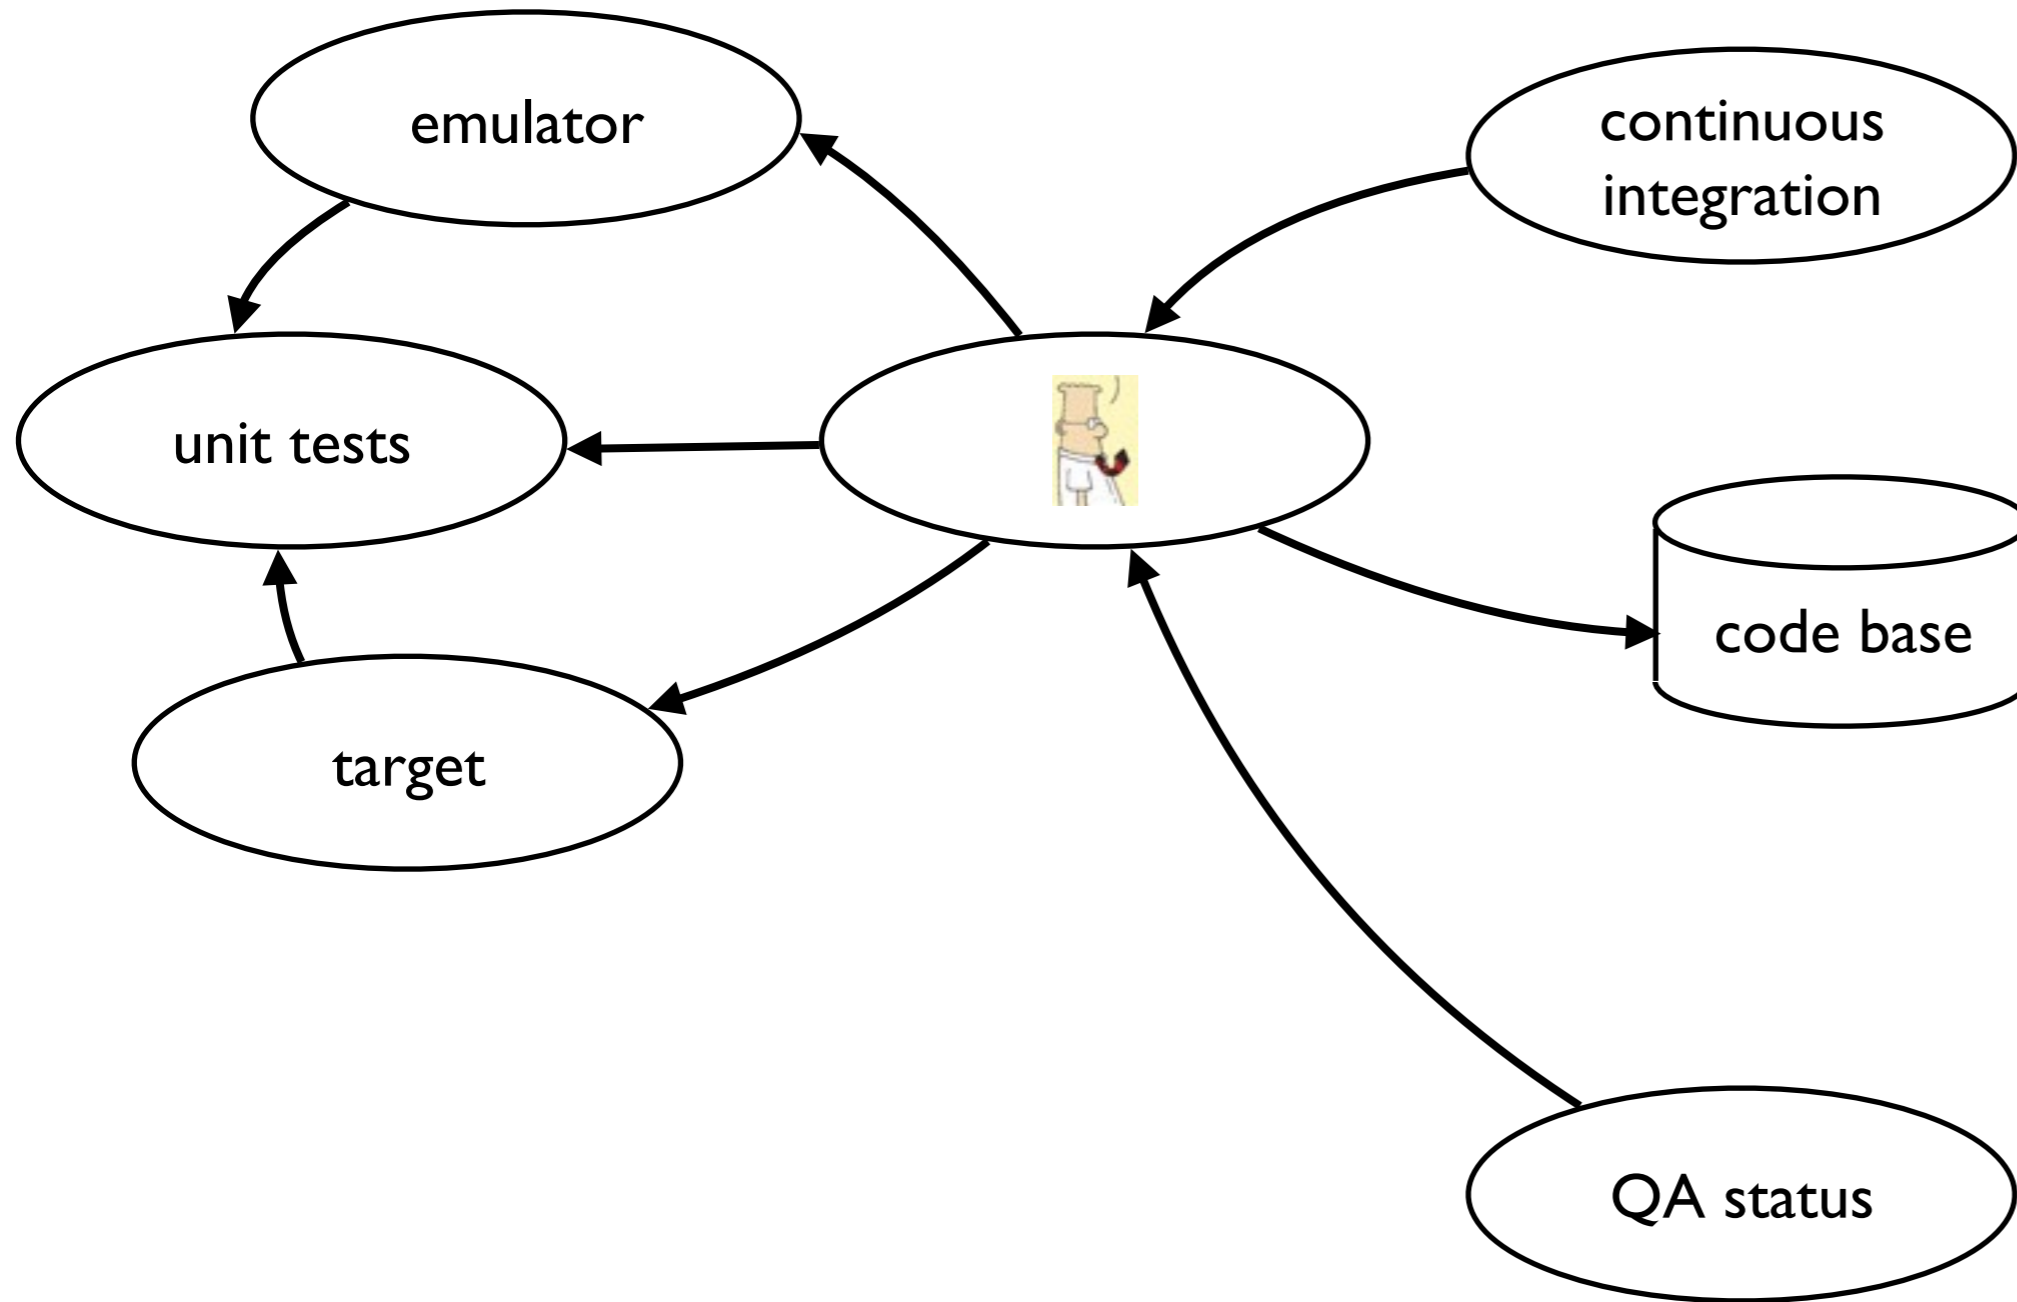 emulator
continuous
integration
unit tests
code base
target
QA status